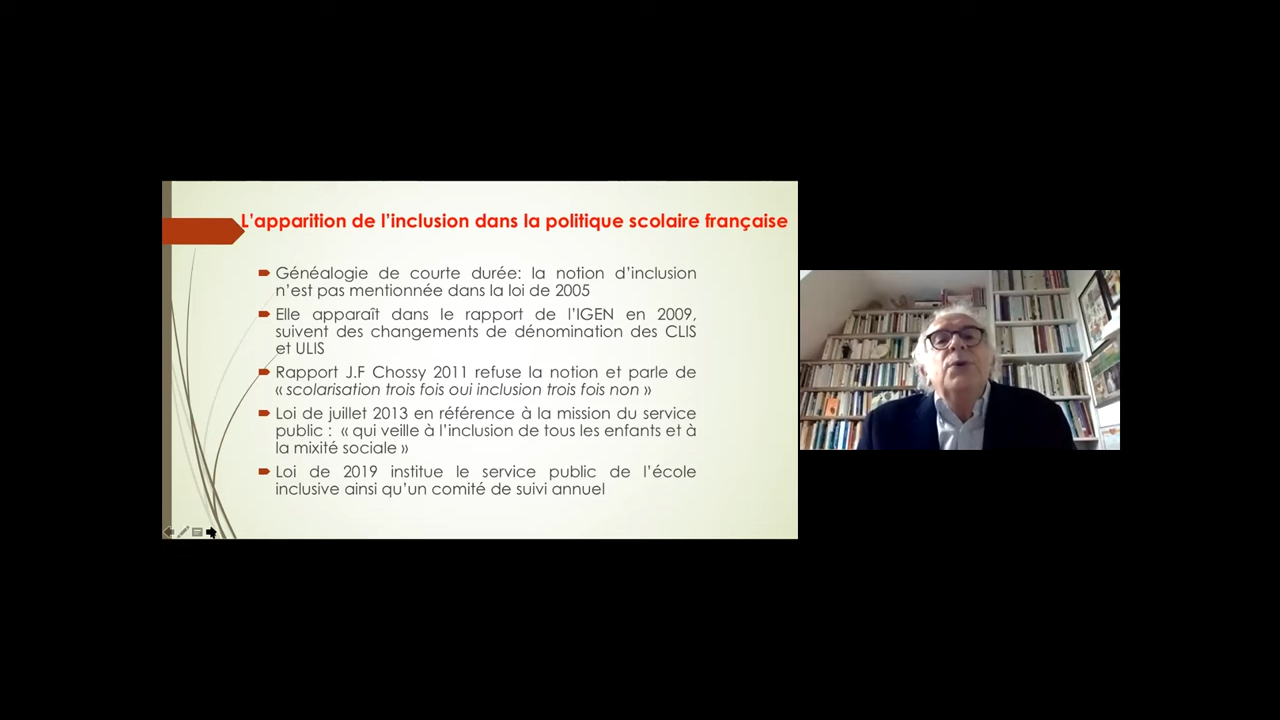 L'apparition de l'inclusion dans la politique scolaire française
Généalogie de courte durée: la notion d'inclusion
n'est pas mentionnée dans la loi de 2005
Elle apparaît dans le rapport de l'IGEN en 2009,
suivent des changements de dénomination des CLIS
et ULIS
Rapport J.F Chossy 2011 refuse la notion et parle de
« scolarisation trois fois oui inclusion trois fois non »
Loi de juillet 2013 en référence à la mission du service
public : « qui veille à l'inclusion de tous les enfants et à
la mixité sociale »
Loi de 2019 institue le service public de l'école
inclusive ainsi qu'un comité de suivi annuel